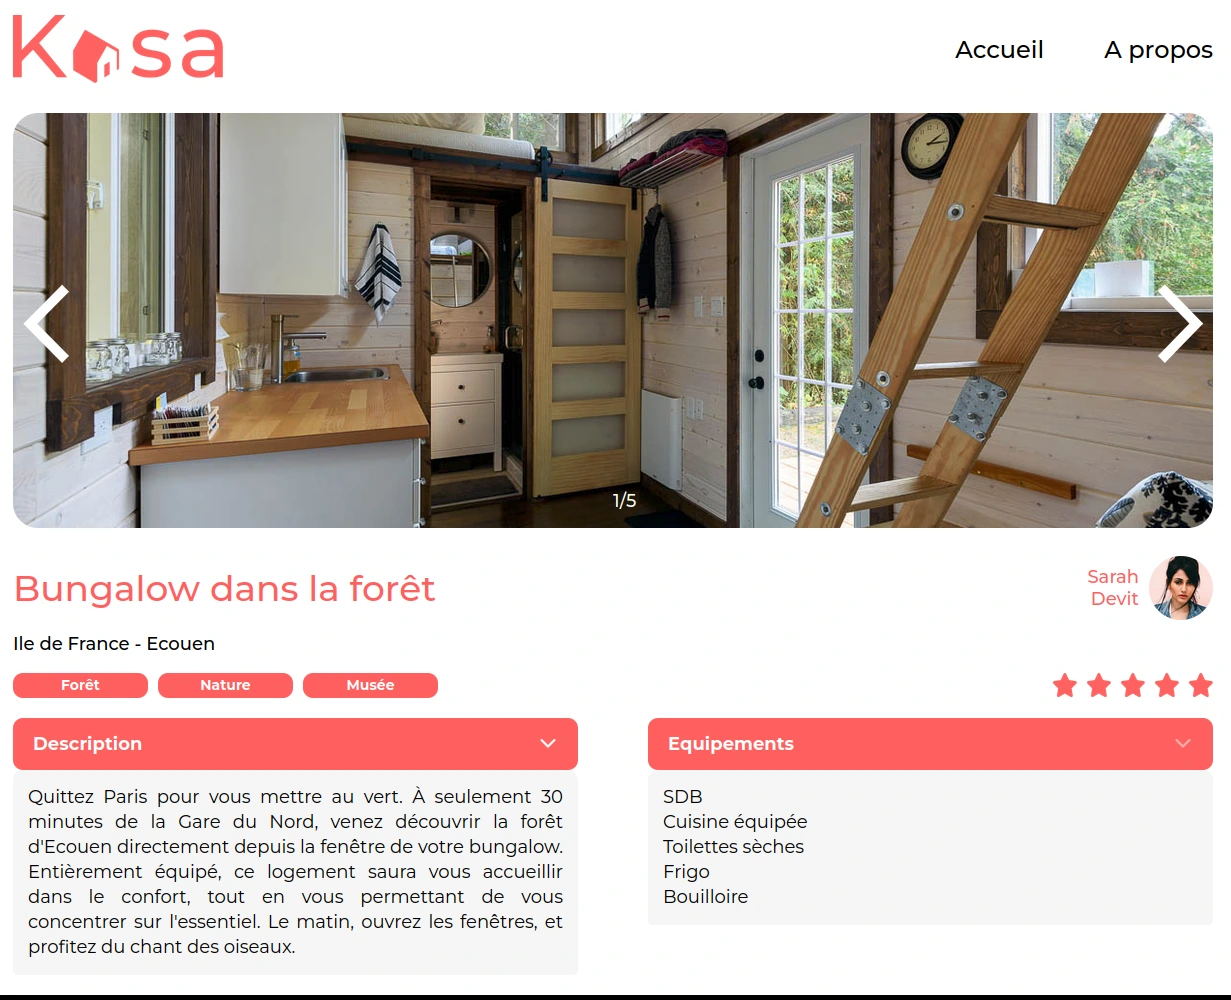 Kasa
Accueil
A propos
1/5
Bungalow dans la forêt
Sarah
Devit
Ile de France - Ecouen
Forêt
Nature
Musée
Description
Equipements
Quittez Paris pour vous mettre au vert. À seulement 30
minutes de la Gare du Nord, venez découvrir la forêt
d'Ecouen directement depuis la fenêtre de votre bungalow.
Entièrement équipé, ce logement saura vous accueillir
dans le confort, tout en vous permettant de vous
concentrer sur l'essentiel. Le matin, ouvrez les fenêtres, et
profitez du chant des oiseaux.
SDB
Cuisine équipée
Toilettes sèches
Frigo
Bouilloire